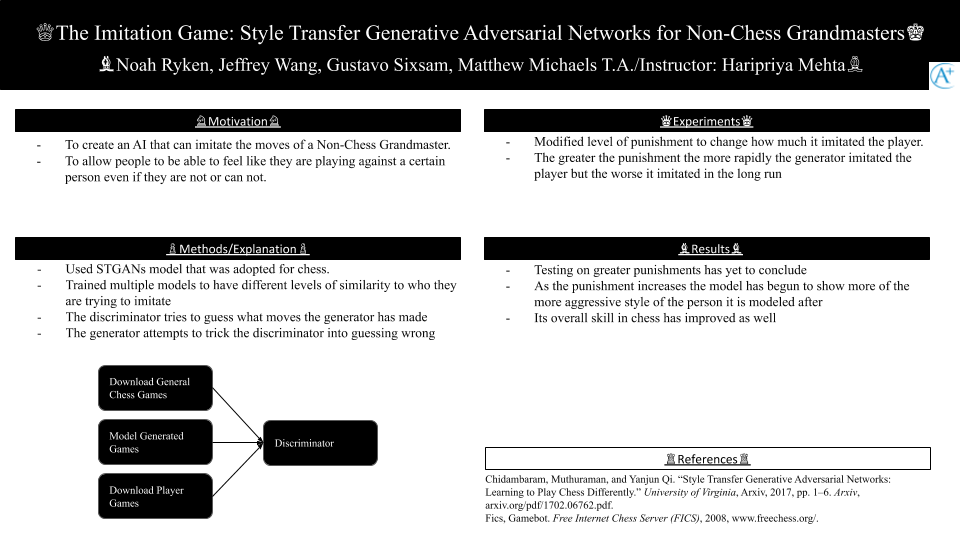 ♕The Imitation Game: Style Transfer Generative Adversarial Networks for Non-Chess Grandmasters♚
♝Noah Ryken, Jeffrey Wang, Gustavo Sixsam, Matthew Michaels T.A./Instructor: Haripriya Mehta♗
A+
♘Motivation♘
- To create an AI that can imitate the moves of a Non-Chess Grandmaster.
- To allow people to be able to feel like they are playing against a certain
person even if they are not or can not.
♙Methods/Explanation♙
- Used STGANs model that was adopted for chess.
- Trained multiple models to have different levels of similarity to who they
are trying to imitate
- The discriminator tries to guess what moves the generator has made
- The generator attempts to trick the discriminator into guessing wrong
Download General
Chess Games
Model Generated
Games
Download Player
Games
Discriminator
♛Experiments♛
- Modified level of punishment to change how much it imitated the player.
- The greater the punishment the more rapidly the generator imitated the
player but the worse it imitated in the long run
♝Results♝
- Testing on greater punishments has yet to conclude
- As the punishment increases the model has begun to show more of the
more aggressive style of the person it is modeled after
- Its overall skill in chess has improved as well
♖References♖
Chidambaram, Muthuraman, and Yanjun Qi. “Style Transfer Generative Adversarial Networks:
Learning to Play Chess Differently.” University of Virginia, Arxiv, 2017, pp. 1–6. Arxiv,
arxiv.org/pdf/1702.06762.pdf.
Fics, Gamebot. Free Internet Chess Server (FICS), 2008, www.freechess.org/.